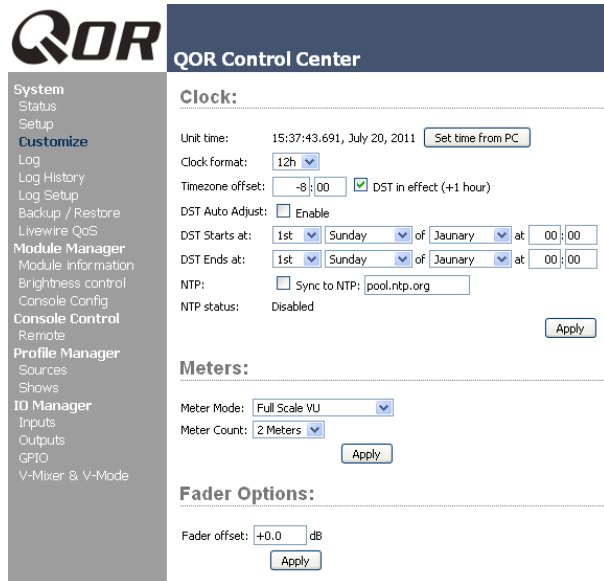 QOR
QOR Control Center
System
Status
Setup
Customize
Log
Log History
Log Setup
Backup / Restore
Livewire QoS
Module Manager
Module information
Brightness control
Console Config
Console Control
Remote
Profile Manager
Sources
Shows
IO Manager
Inputs
Outputs
GPIO
V-Mixer & V-Mode
Clock:
Unit time: 15:37:43.691, July 20, 2011 Set time from PC
Clock format: 12h
Timezone offset: -8 : 00 DST in effect (+1 hour)
DST Auto Adjust: Enable
DST Starts at: 1st Sunday of Jaunary at 00 : 00
DST Ends at: 1st Sunday of Jaunary at 00 : 00
NTP: Sync to NTP: pool.ntp.org
NTP status: Disabled
Apply
Meters:
Meter Mode: Full Scale VU
Meter Count: 2 Meters
Apply
Fader Options:
Fader offset: +0.0 dB
Apply